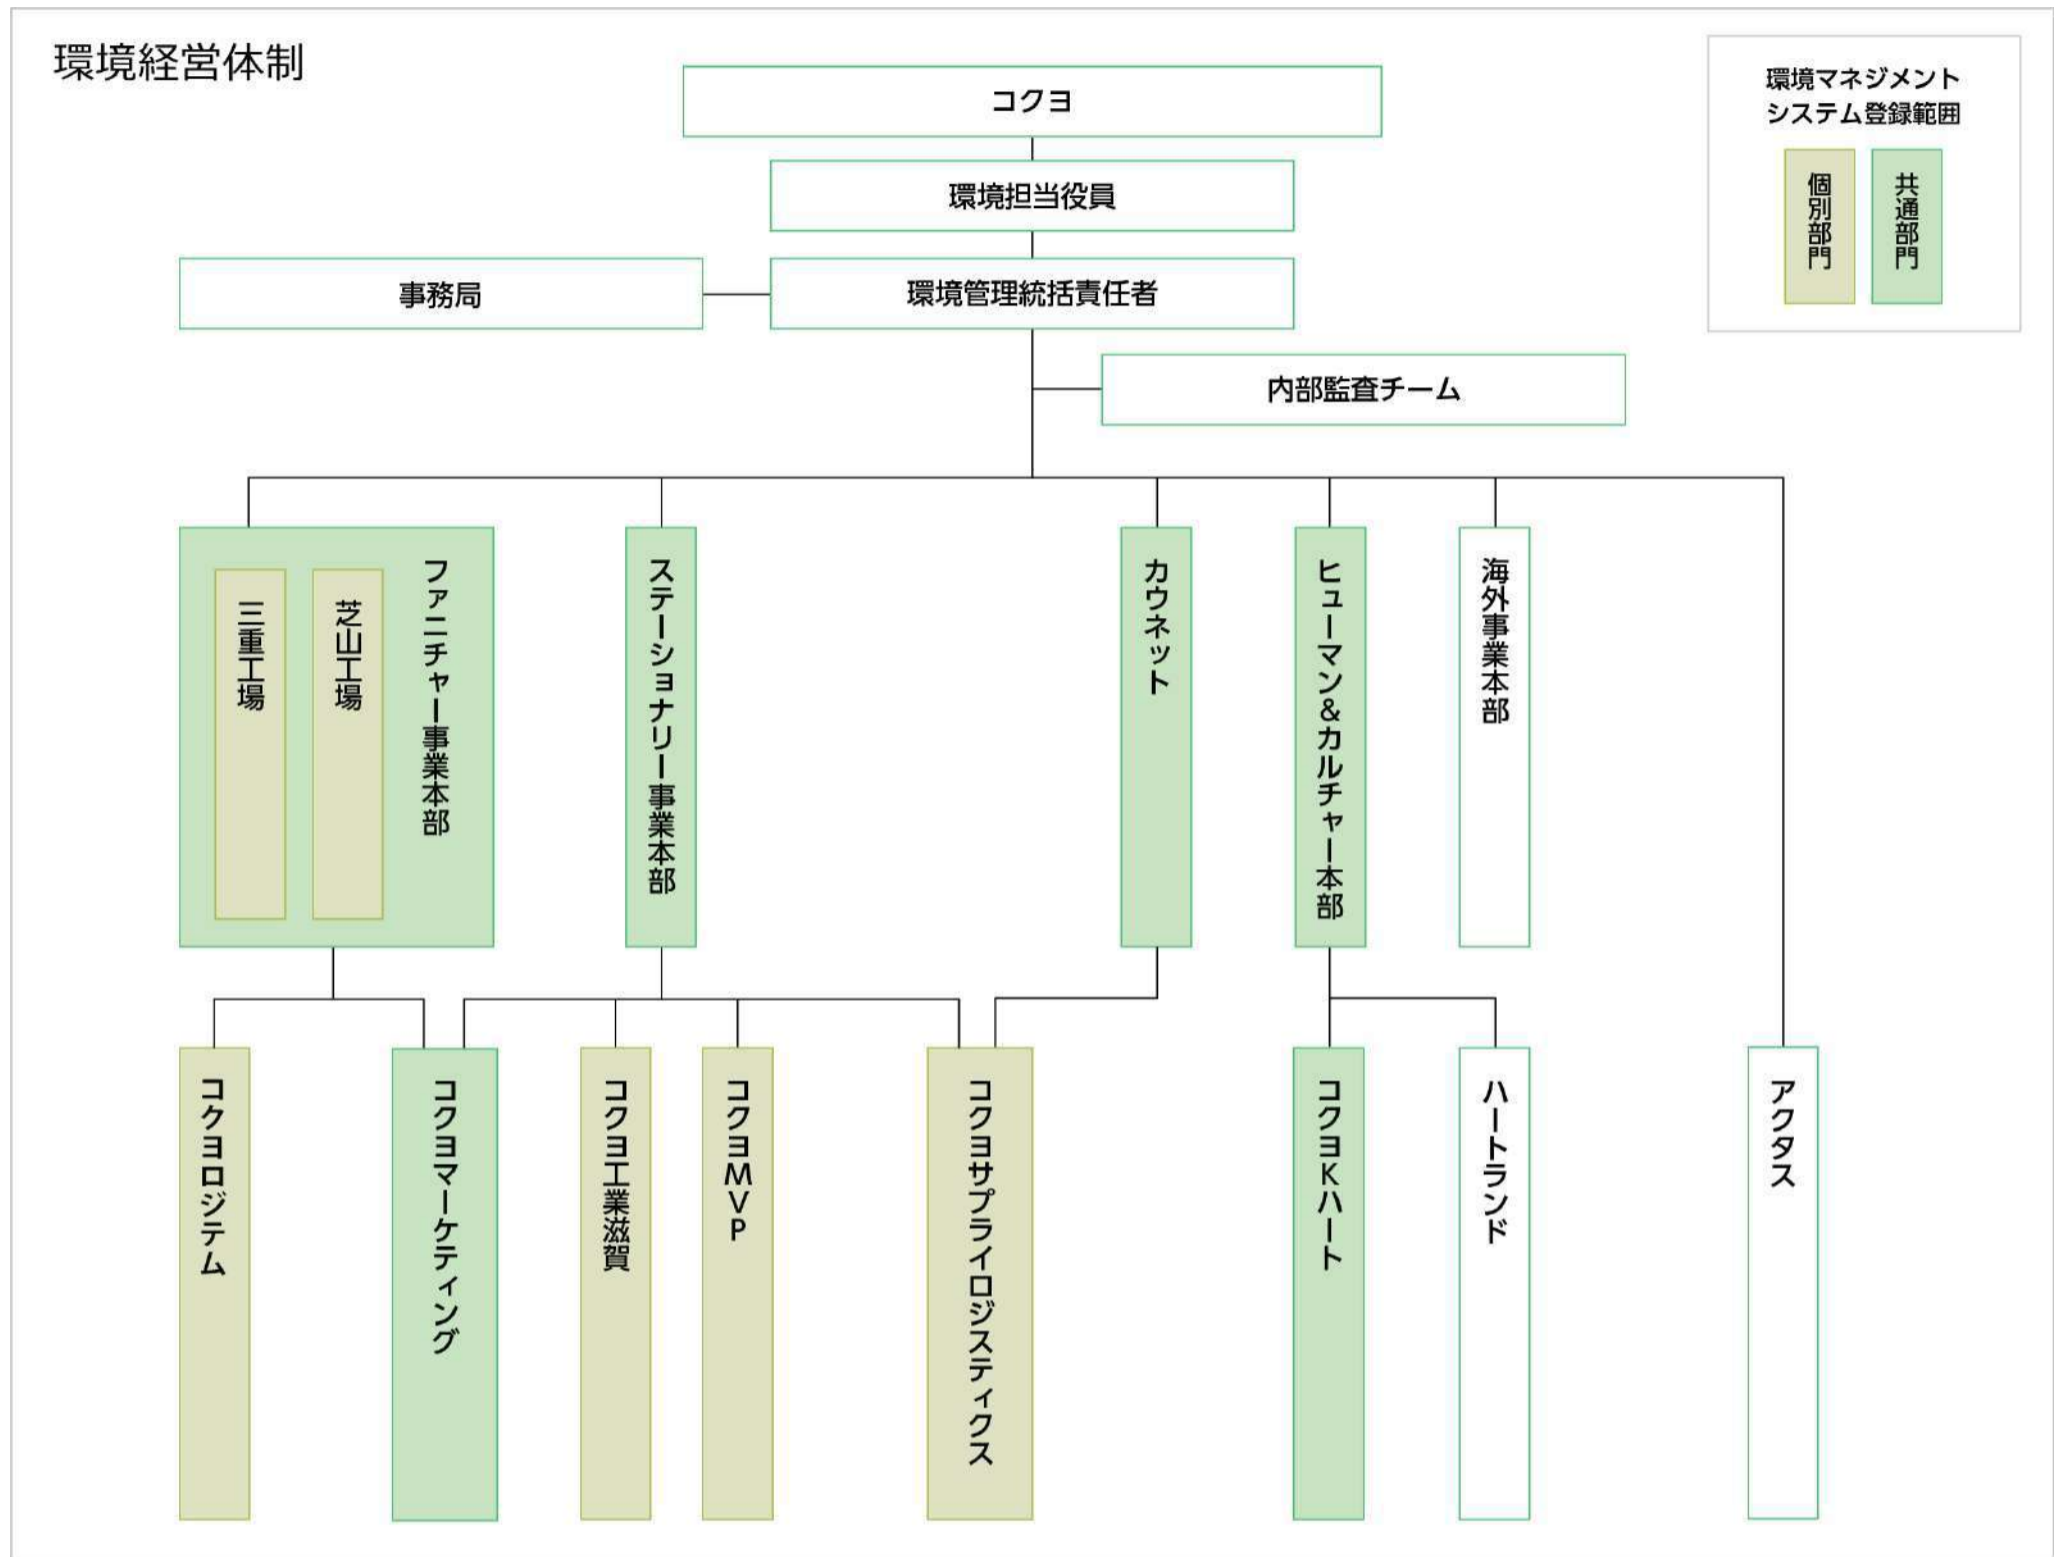 環境経営体制
コクヨ
環境担当役員
環境管理統括責任者
事務局
内部監査チーム
環境マネジメント
システム登録範囲
個別部門
共通部門
三重工場
芝山工場
ファニチャー事業本部
ステーショナリー事業本部
カウネット
ヒューマン&カルチャー本部
海外事業本部
コクヨロジテム
コクヨマーケティング
コクヨ工業滋賀
コクヨMVP
コクヨサプライロジスティクス
コクヨKハート
ハートランド
アクタス